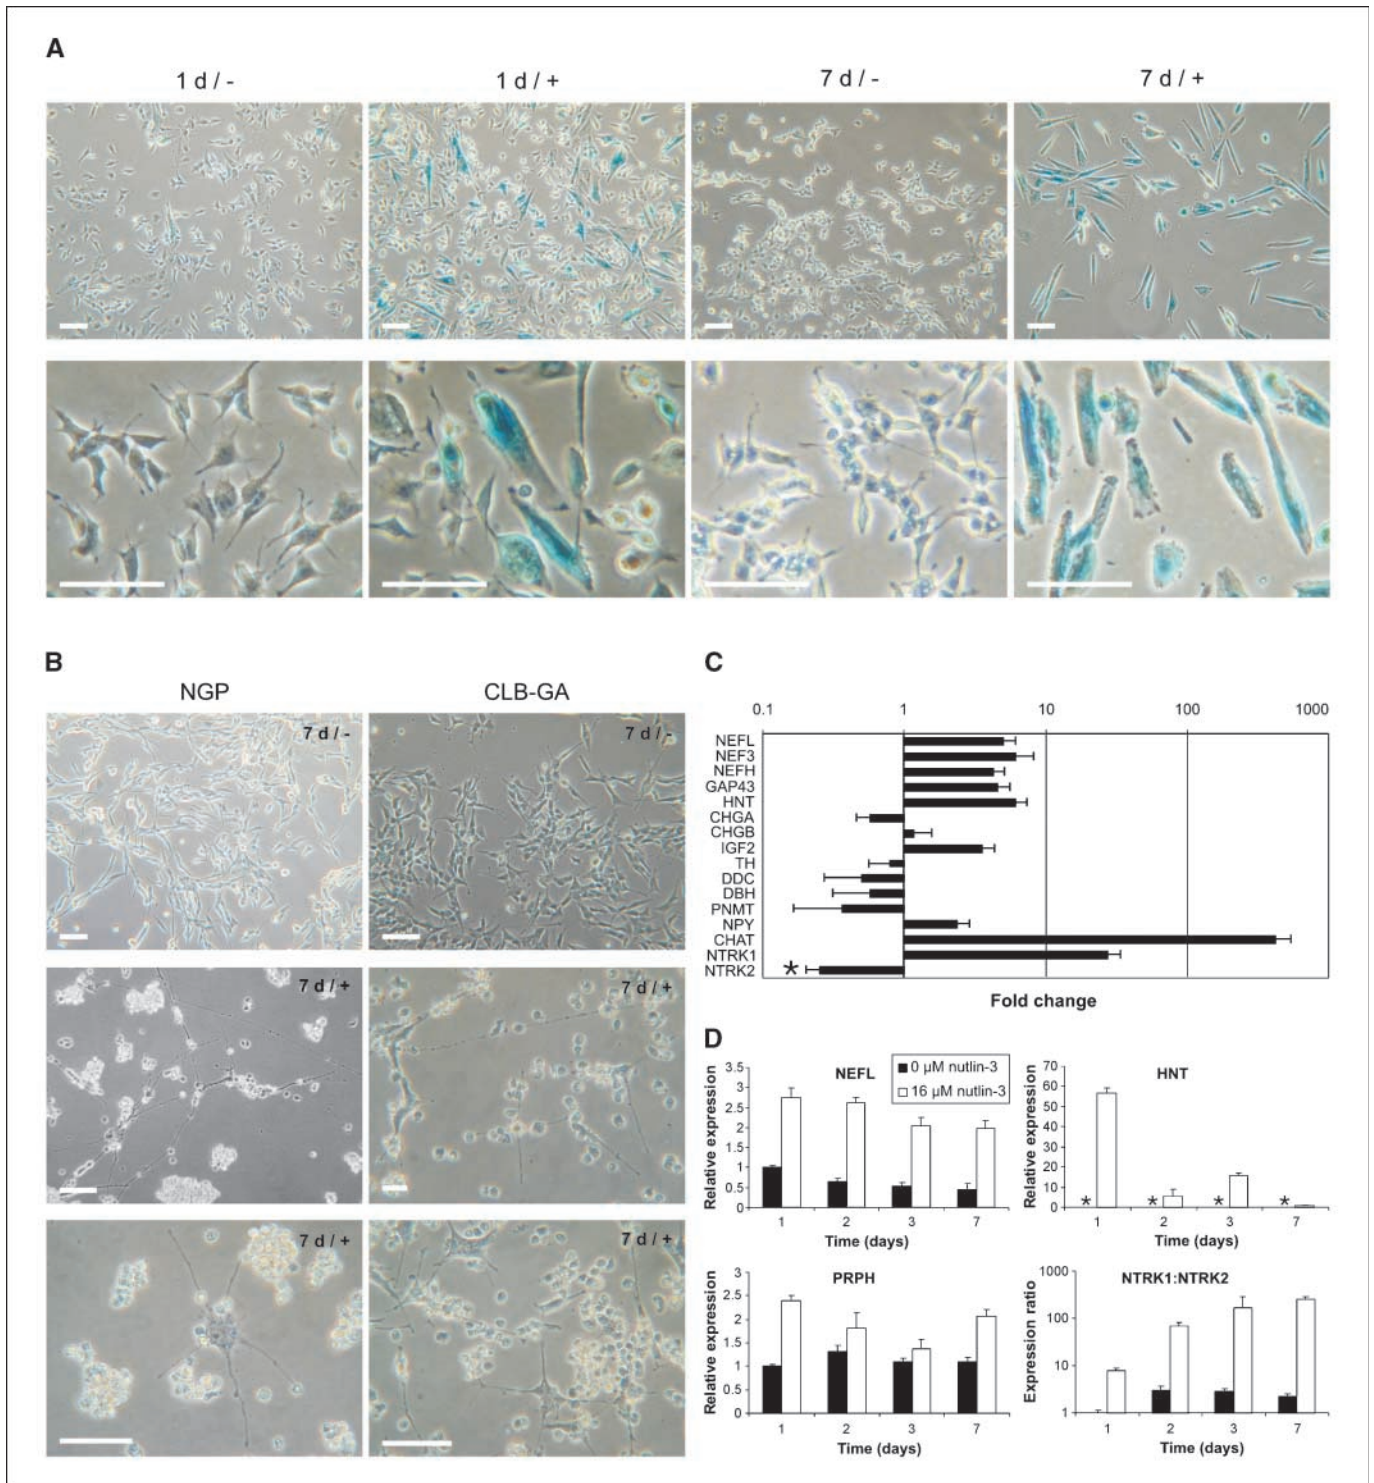 A
1 d / -
1 d / +
7 d / -
7 d / +
B
NGP
CLB-GA
7 d / -
7 d / -
7 d / +
7 d / +
7 d / +
7 d / +
C
0.1 1 10 100 1000
NEFL
NEF3
NEFH
GAP43
HNT
CHGA
CHGB
IGF2
TH
DDC
DBH
PNMT
NPY
CHAT
NTRK1
NTRK2
*
Fold change
D
NEFL
0 μM nutlin-3
16 μM nutlin-3
Relative expression
3.5
3
2.5
2
1.5
1
0.5
0
1 2 3 7
Time (days)
HNT
Relative expression
70
60
50
40
30
20
10
0
* * * *
1 2 3 7
Time (days)
PRPH
Relative expression
3
2.5
2
1.5
1
0.5
0
1 2 3 7
Time (days)
NTRK1:NTRK2
Expression ratio
1000
100
10
1
1 2 3 7
Time (days)